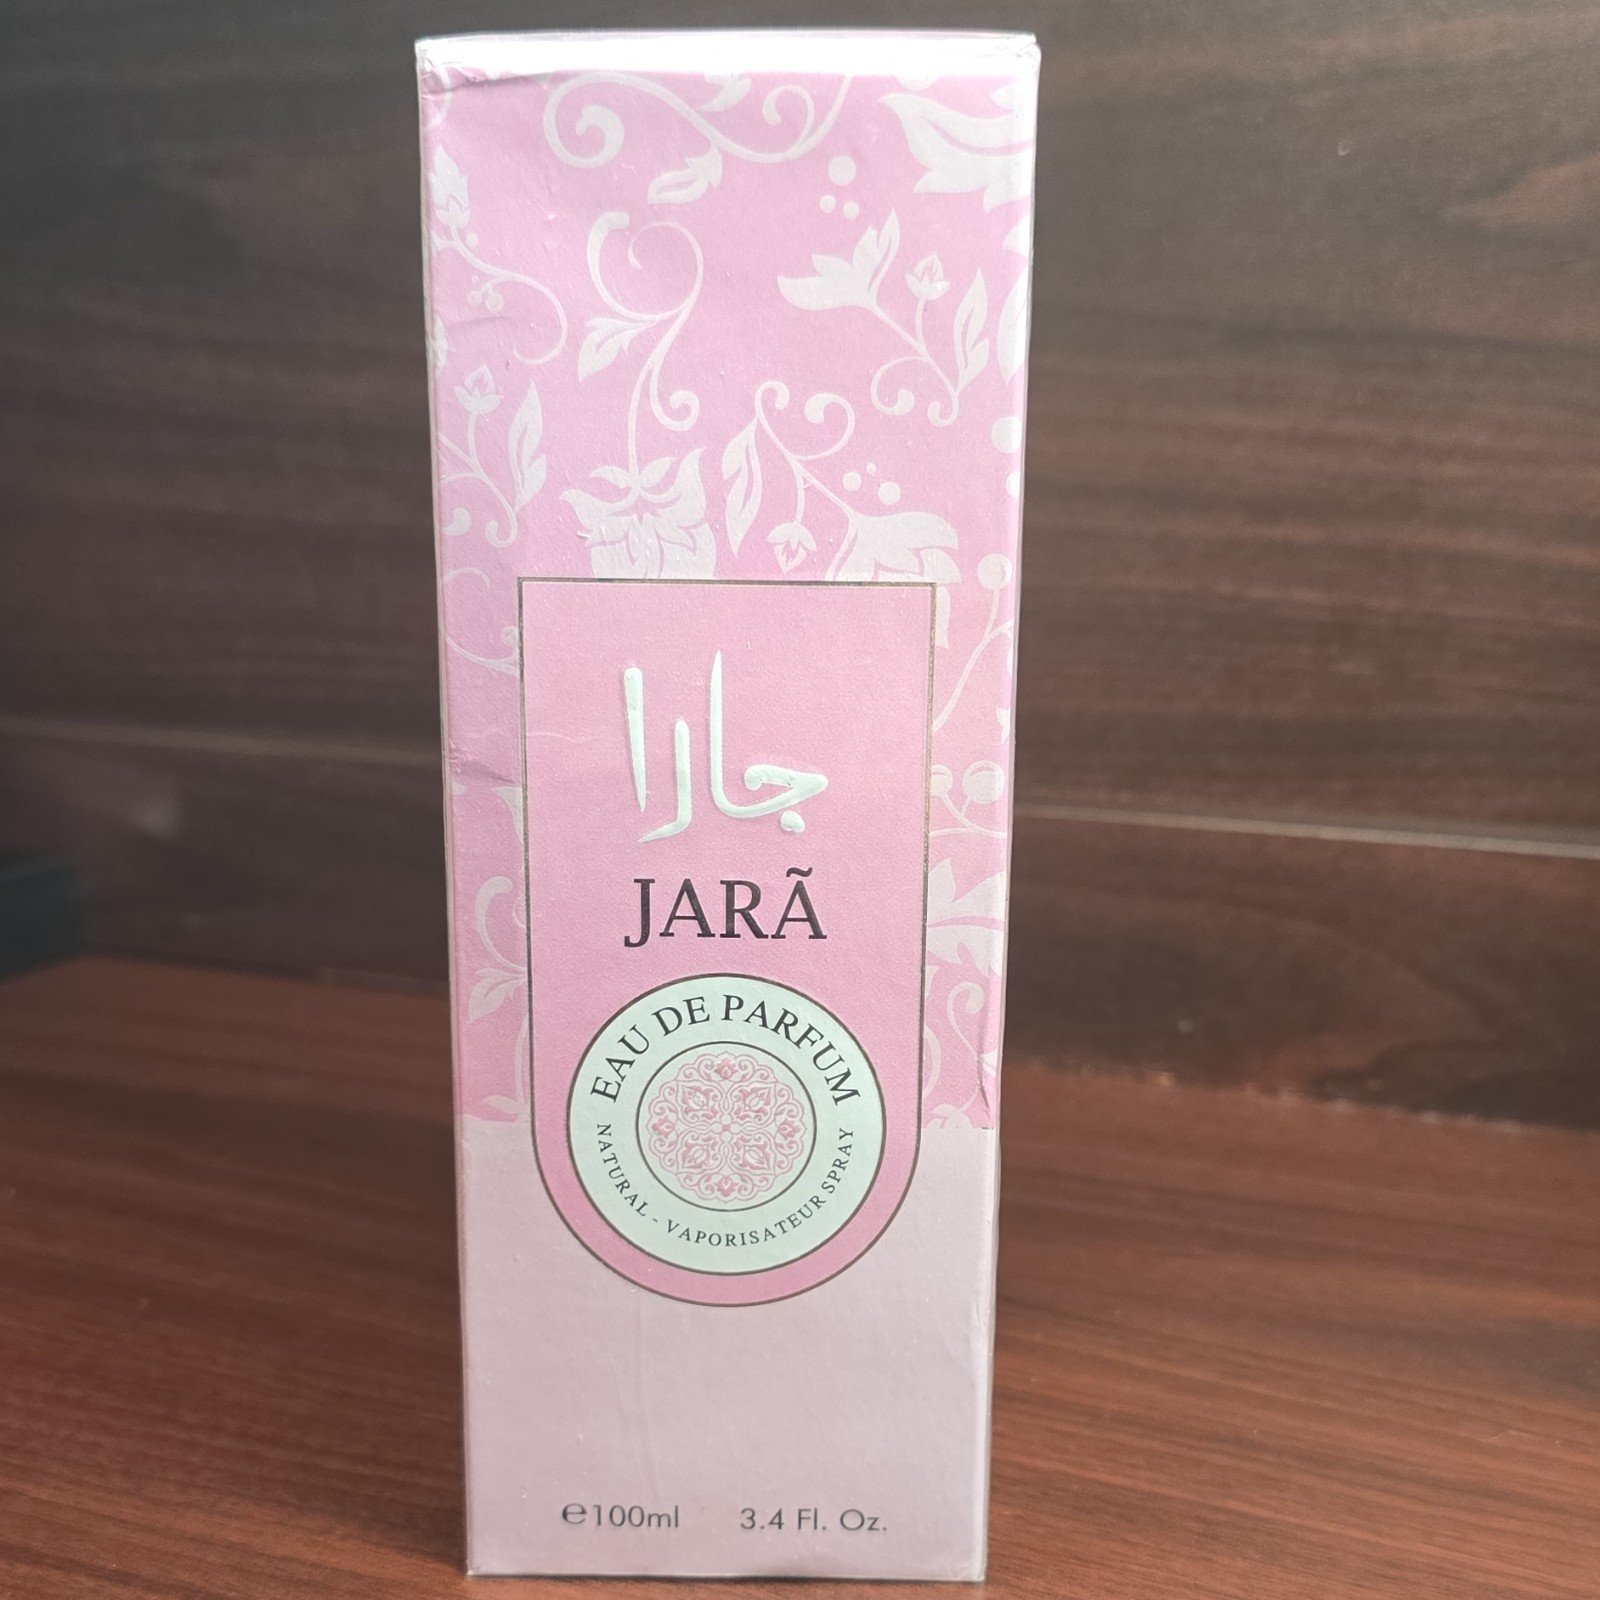 جارا
JARÃ
EAU DE PARFUM
NATURAL - VAPORISATEUR SPRAY
℮100ml 3.4 Fl. Oz.